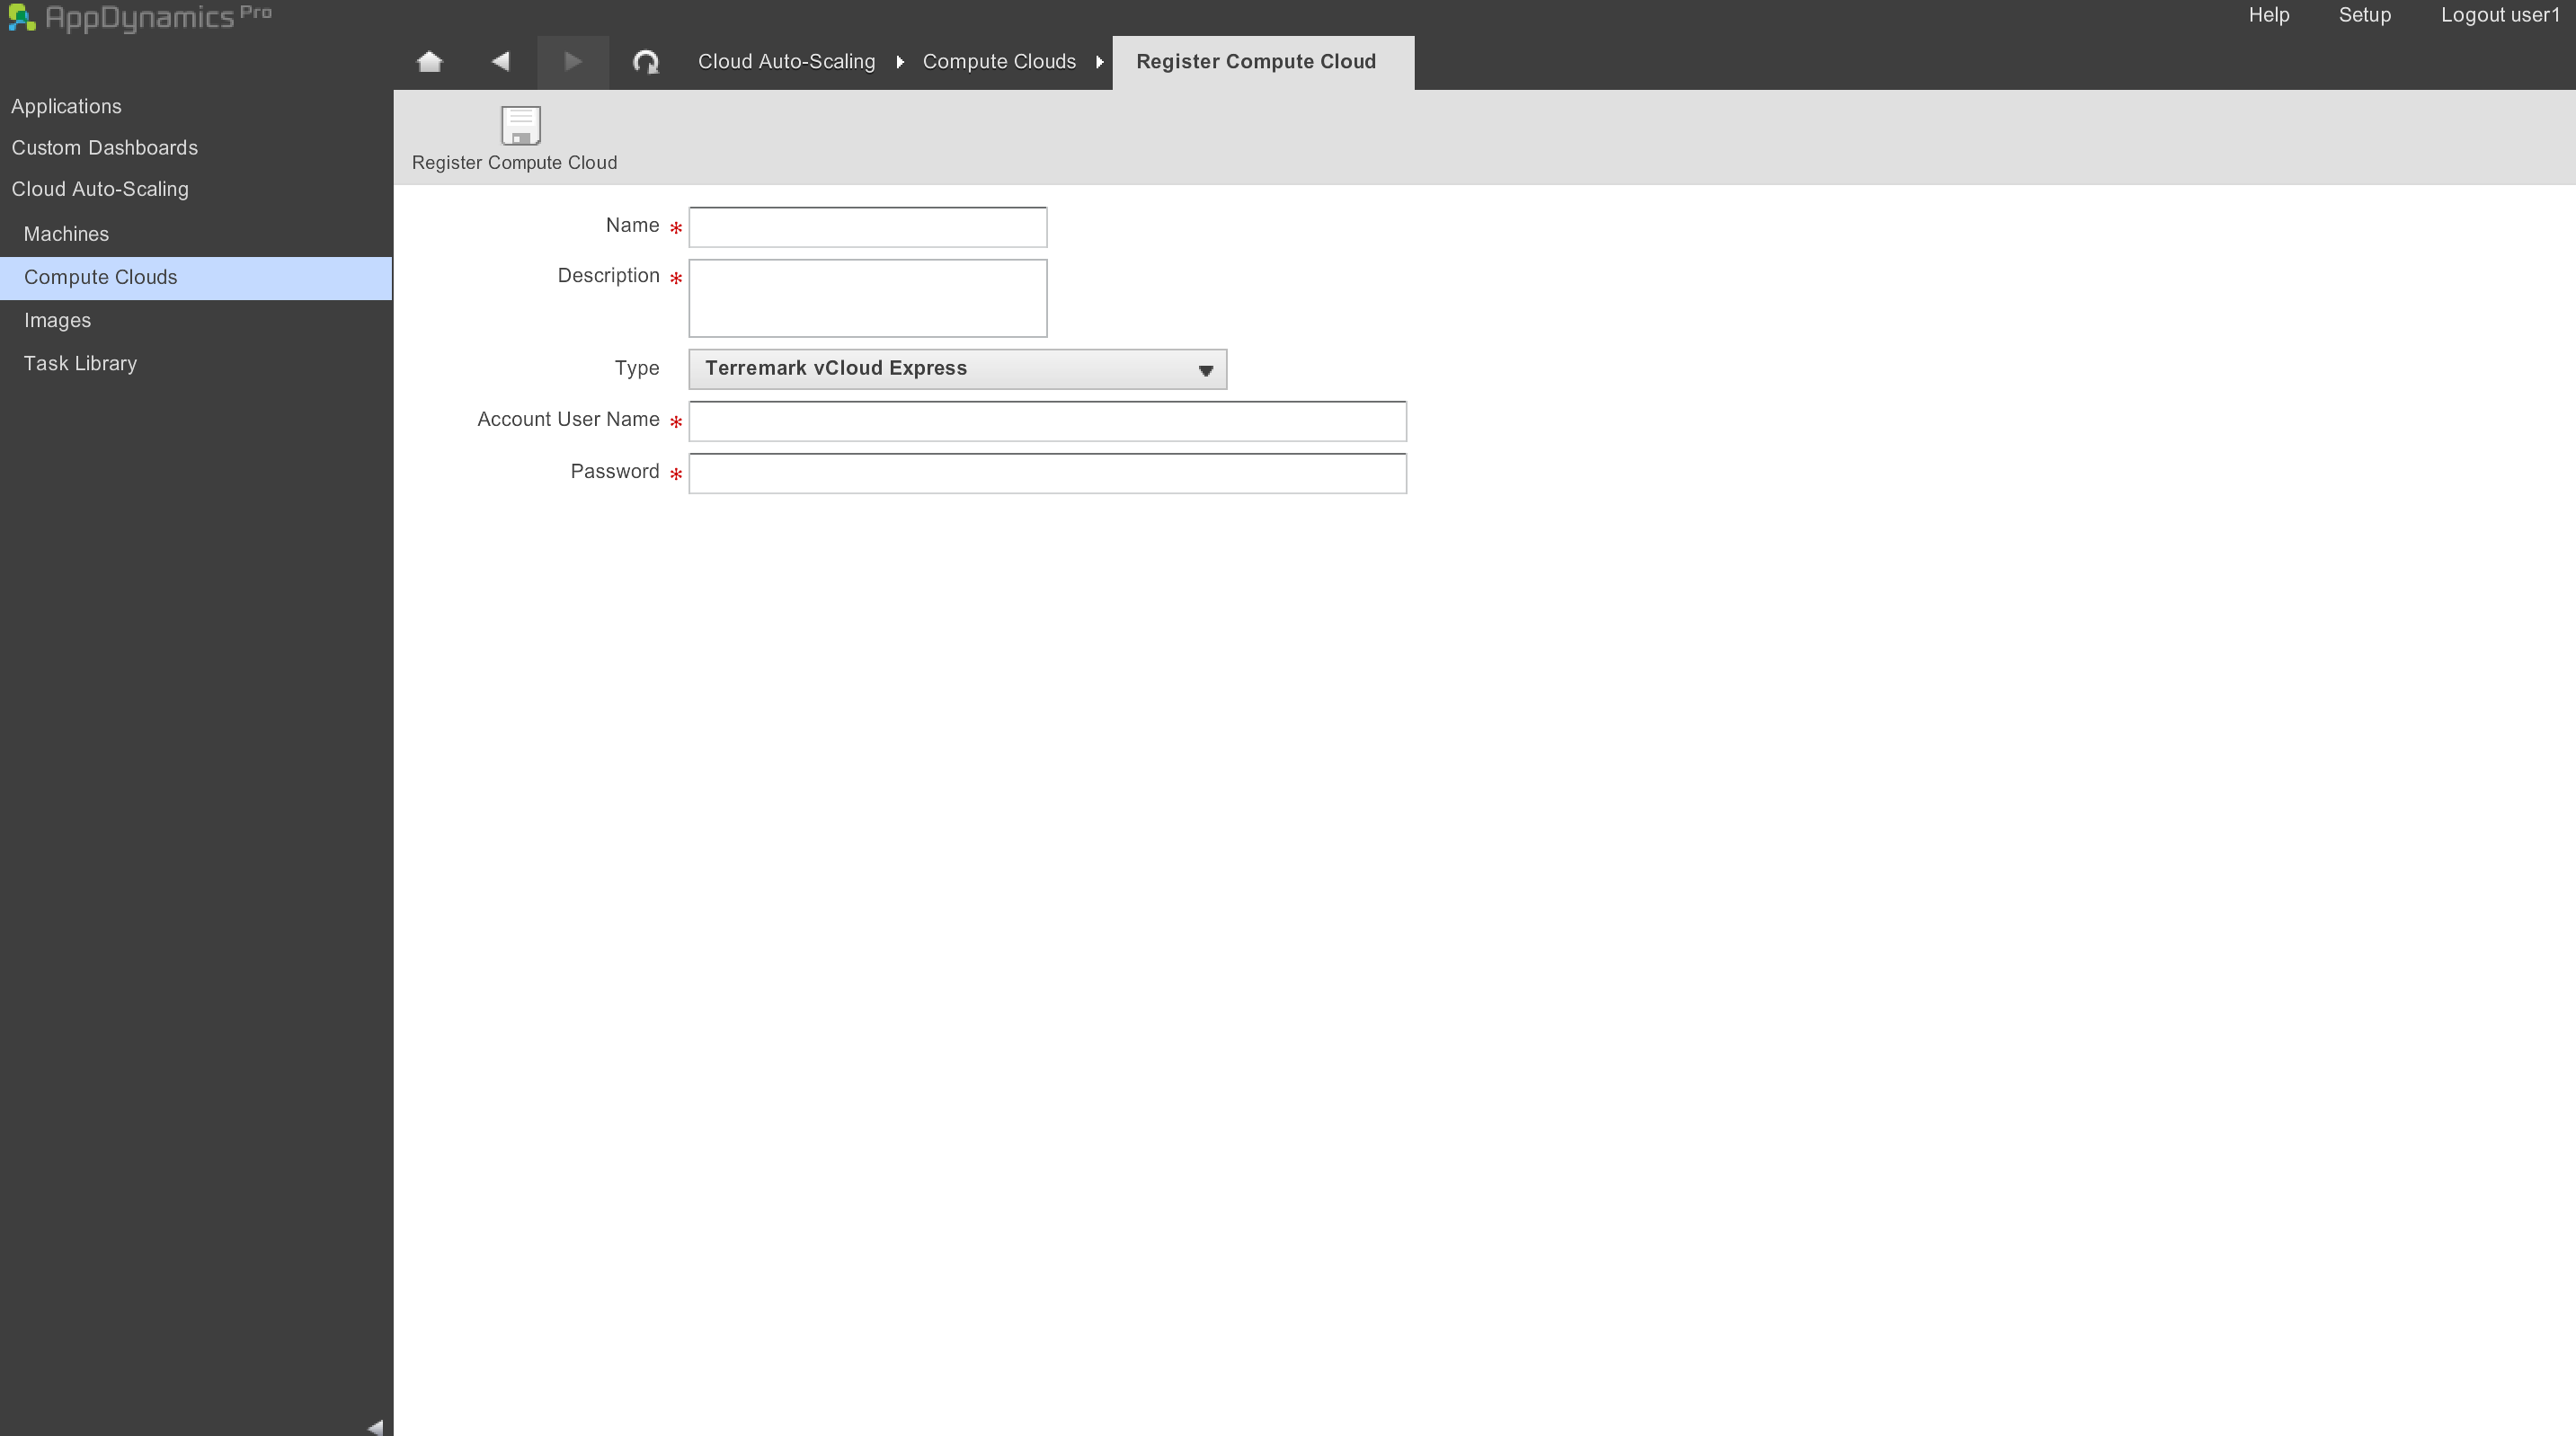 AppDynamics Pro
Help Setup Logout user1
Cloud Auto-Scaling Compute Clouds Register Compute Cloud
Applications
Custom Dashboards
Cloud Auto-Scaling
Machines
Compute Clouds
Images
Task Library
Register Compute Cloud
Name *
Description *
Type Terremark vCloud Express
Account User Name *
Password *